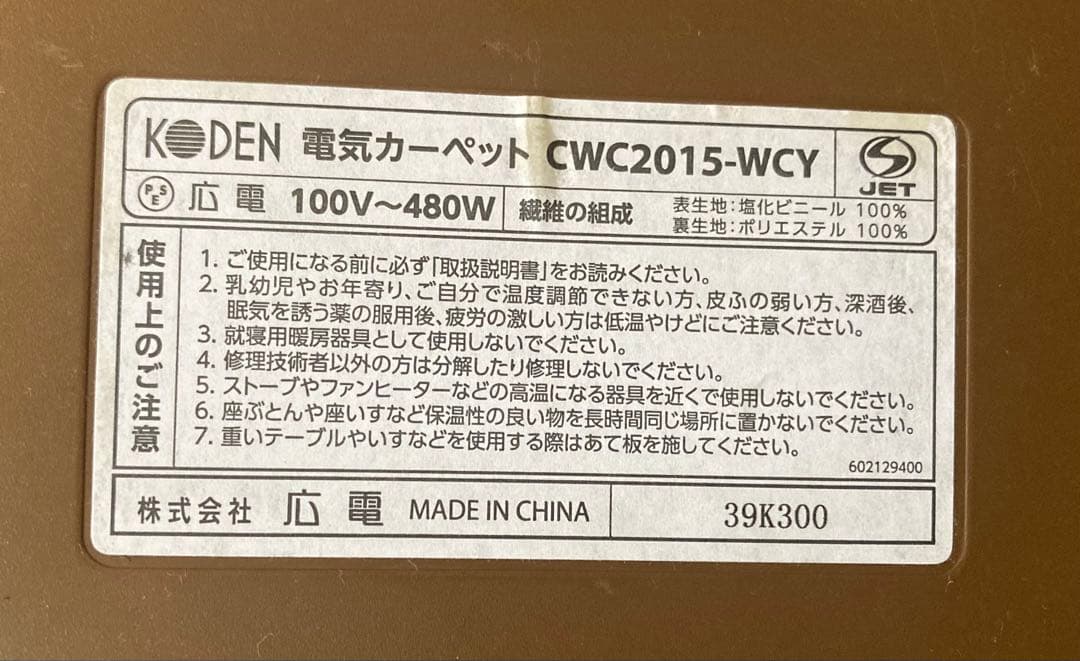 KODEN 電気カーペット CWC2015-WCY
JET
PSE 広電 100V～480W
繊維の組成
表生地:塩化ビニール 100%
裏生地:ポリエステル 100%
使用上のご注意
1. ご使用になる前に必ず「取扱説明書」をお読みください。
2. 乳幼児やお年寄り、ご自分で温度調節できない方、皮ふの弱い方、深酒後、
眠気を誘う薬の服用後、疲労の激しい方は低温やけどにご注意ください。
3. 就寝用暖房器具として使用しないでください。
4. 修理技術者以外の方は分解したり修理しないでください。
5. ストーブやファンヒーターなどの高温になる器具を近くで使用しないでください。
6. 座ぶとんや座いすなど保温性の良い物を長時間同じ場所に置かないでください。
7. 重いテーブルやいすなどを使用する際はあて板を施してください。
602129400
株式会社 広電 MADE IN CHINA
39K300